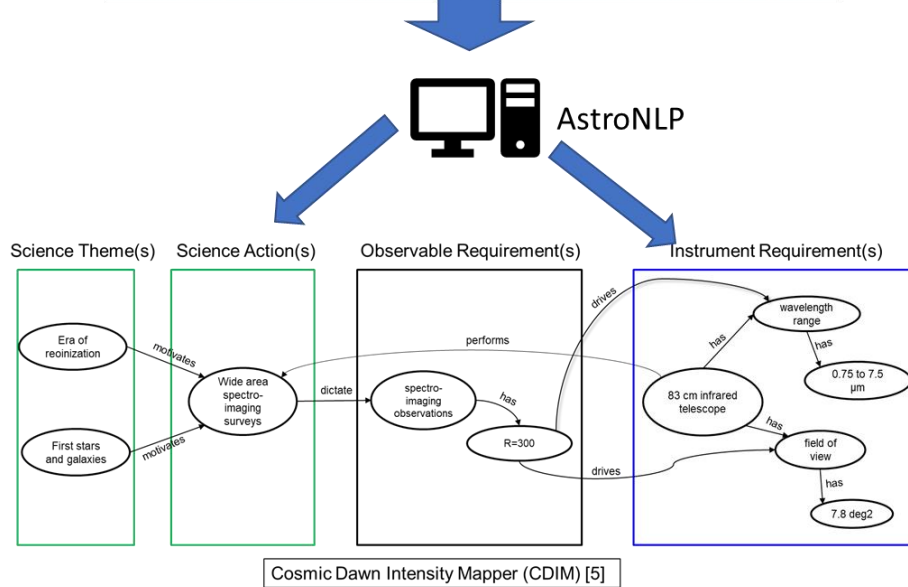 AstroNLP
Science Theme(s)
Science Action(s)
Observable Requirement(s)
Instrument Requirement(s)
Era of
reoinization
First stars
and galaxies
motivates
motivates
Wide area
spectro-
imaging
surveys
dictate
performs
spectro-
imaging
observations
has
R=300
drives
drives
83 cm infrared
telescope
has
has
wavelength
range
has
0.75 to 7.5
µm
field of
view
has
7.8 deg2
Cosmic Dawn Intensity Mapper (CDIM) [5]